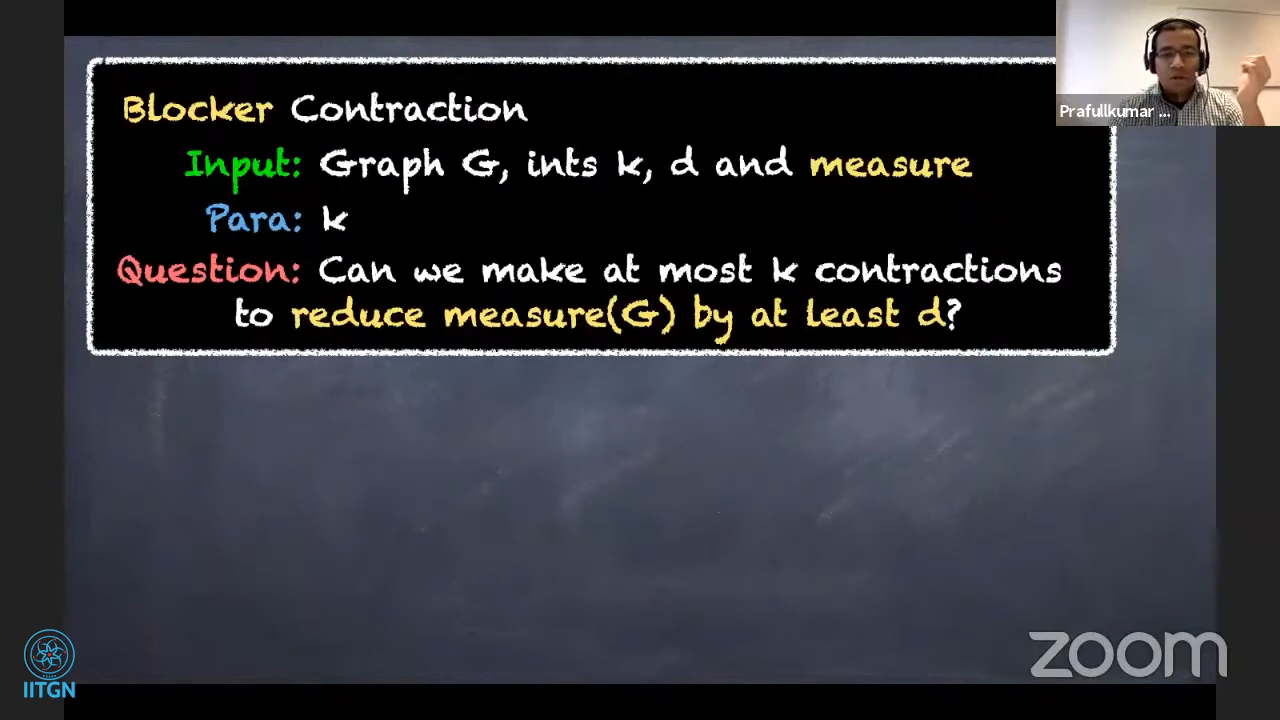 Blocker Contraction
Input: Graph G, ints k, d and measure
Para: k
Question: Can we make at most k contractions
to reduce measure(G) by at least d?
Prafullkumar ...
zoom
IITGN